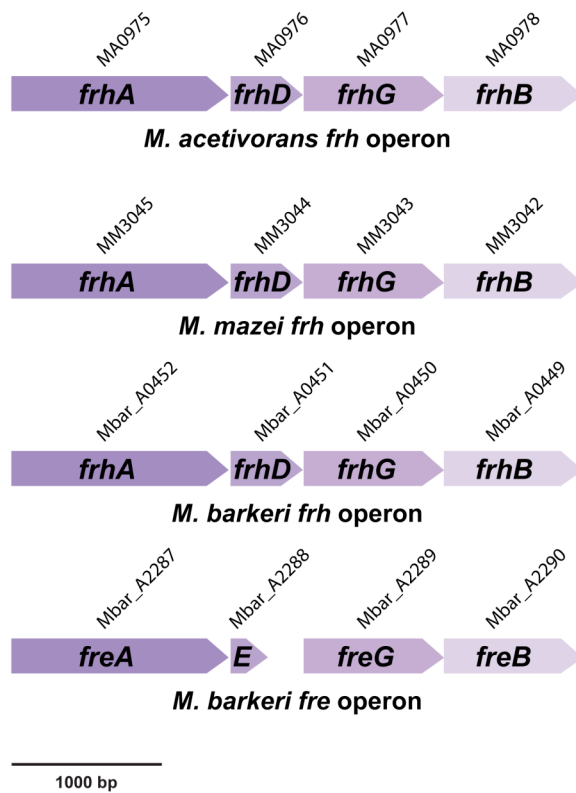 MA0975 MA0976 MA0977 MA0978
frhA frhD frhG frhB
M. acetivorans frh operon
MM3045 MM3044 MM3043 MM3042
frhA frhD frhG frhB
M. mazei frh operon
Mbar_A0452 Mbar_A0451 Mbar_A0450 Mbar_A0449
frhA frhD frhG frhB
M. barkeri frh operon
Mbar_A2287 Mbar_A2288 Mbar_A2289 Mbar_A2290
freA E freG freB
M. barkeri fre operon
1000 bp